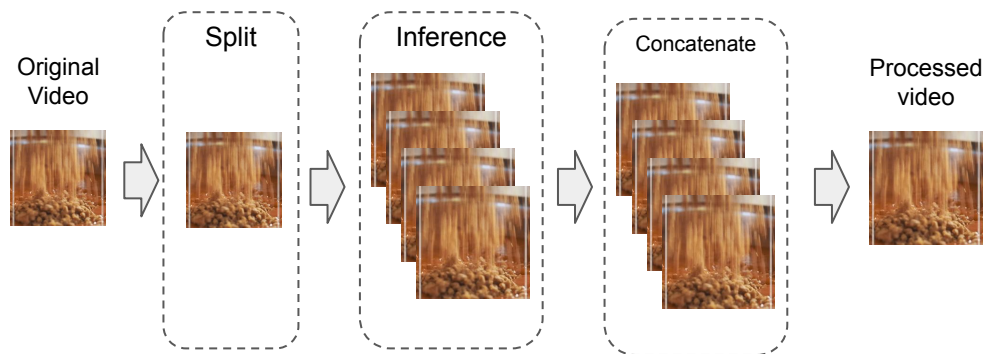 Original
Video
Split
Inference
Concatenate
Processed
video